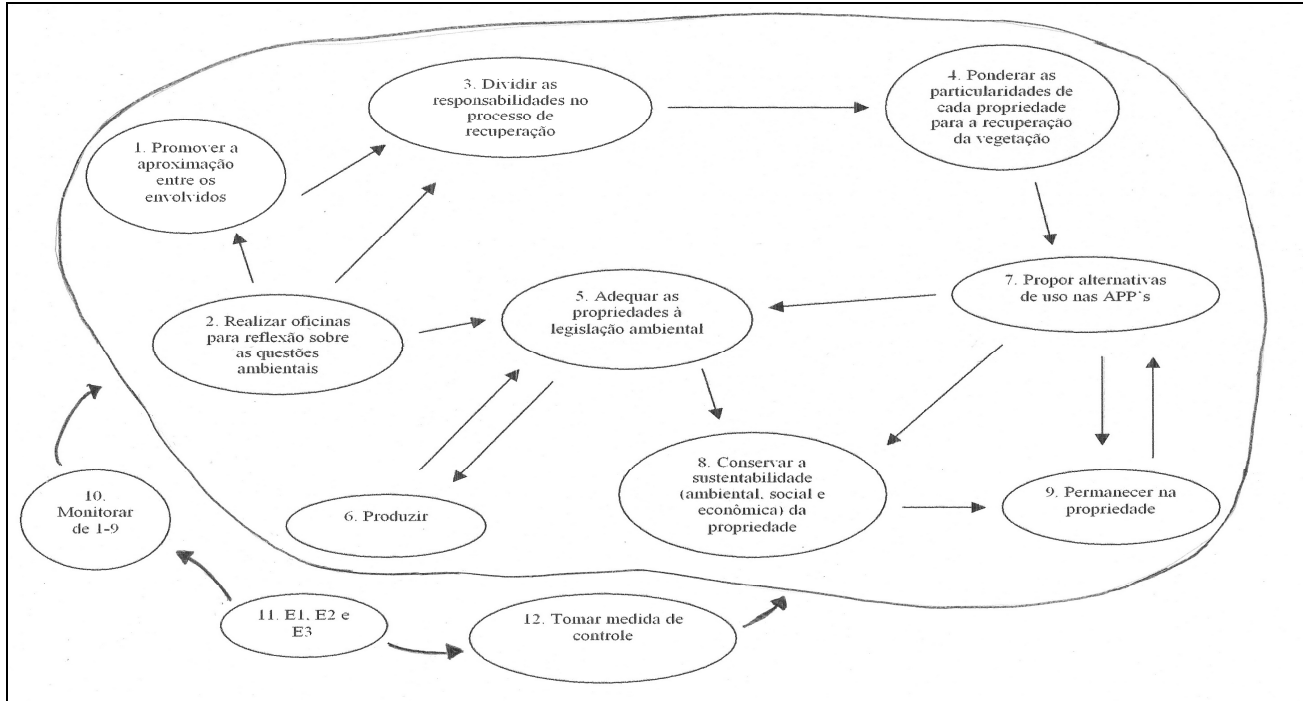 1. Promover a
aproximação
entre os
envolvidos
2. Realizar oficinas
para reflexão sobre
as questões
ambientais
3. Dividir as
responsabilidades no
processo de
recuperação
4. Ponderar as
particularidades de
cada propriedade
para a recuperação
da vegetação
5. Adequar as
propriedades à
legislação ambiental
6. Produzir
7. Propor alternativas
de uso nas APP's
8. Conservar a
sustentabilidade
(ambiental, social e
econômica) da
propriedade
9. Permanecer na
propriedade
10.
Monitorar
de 1-9
11. E1, E2 e
E3
12. Tomar medida de
controle